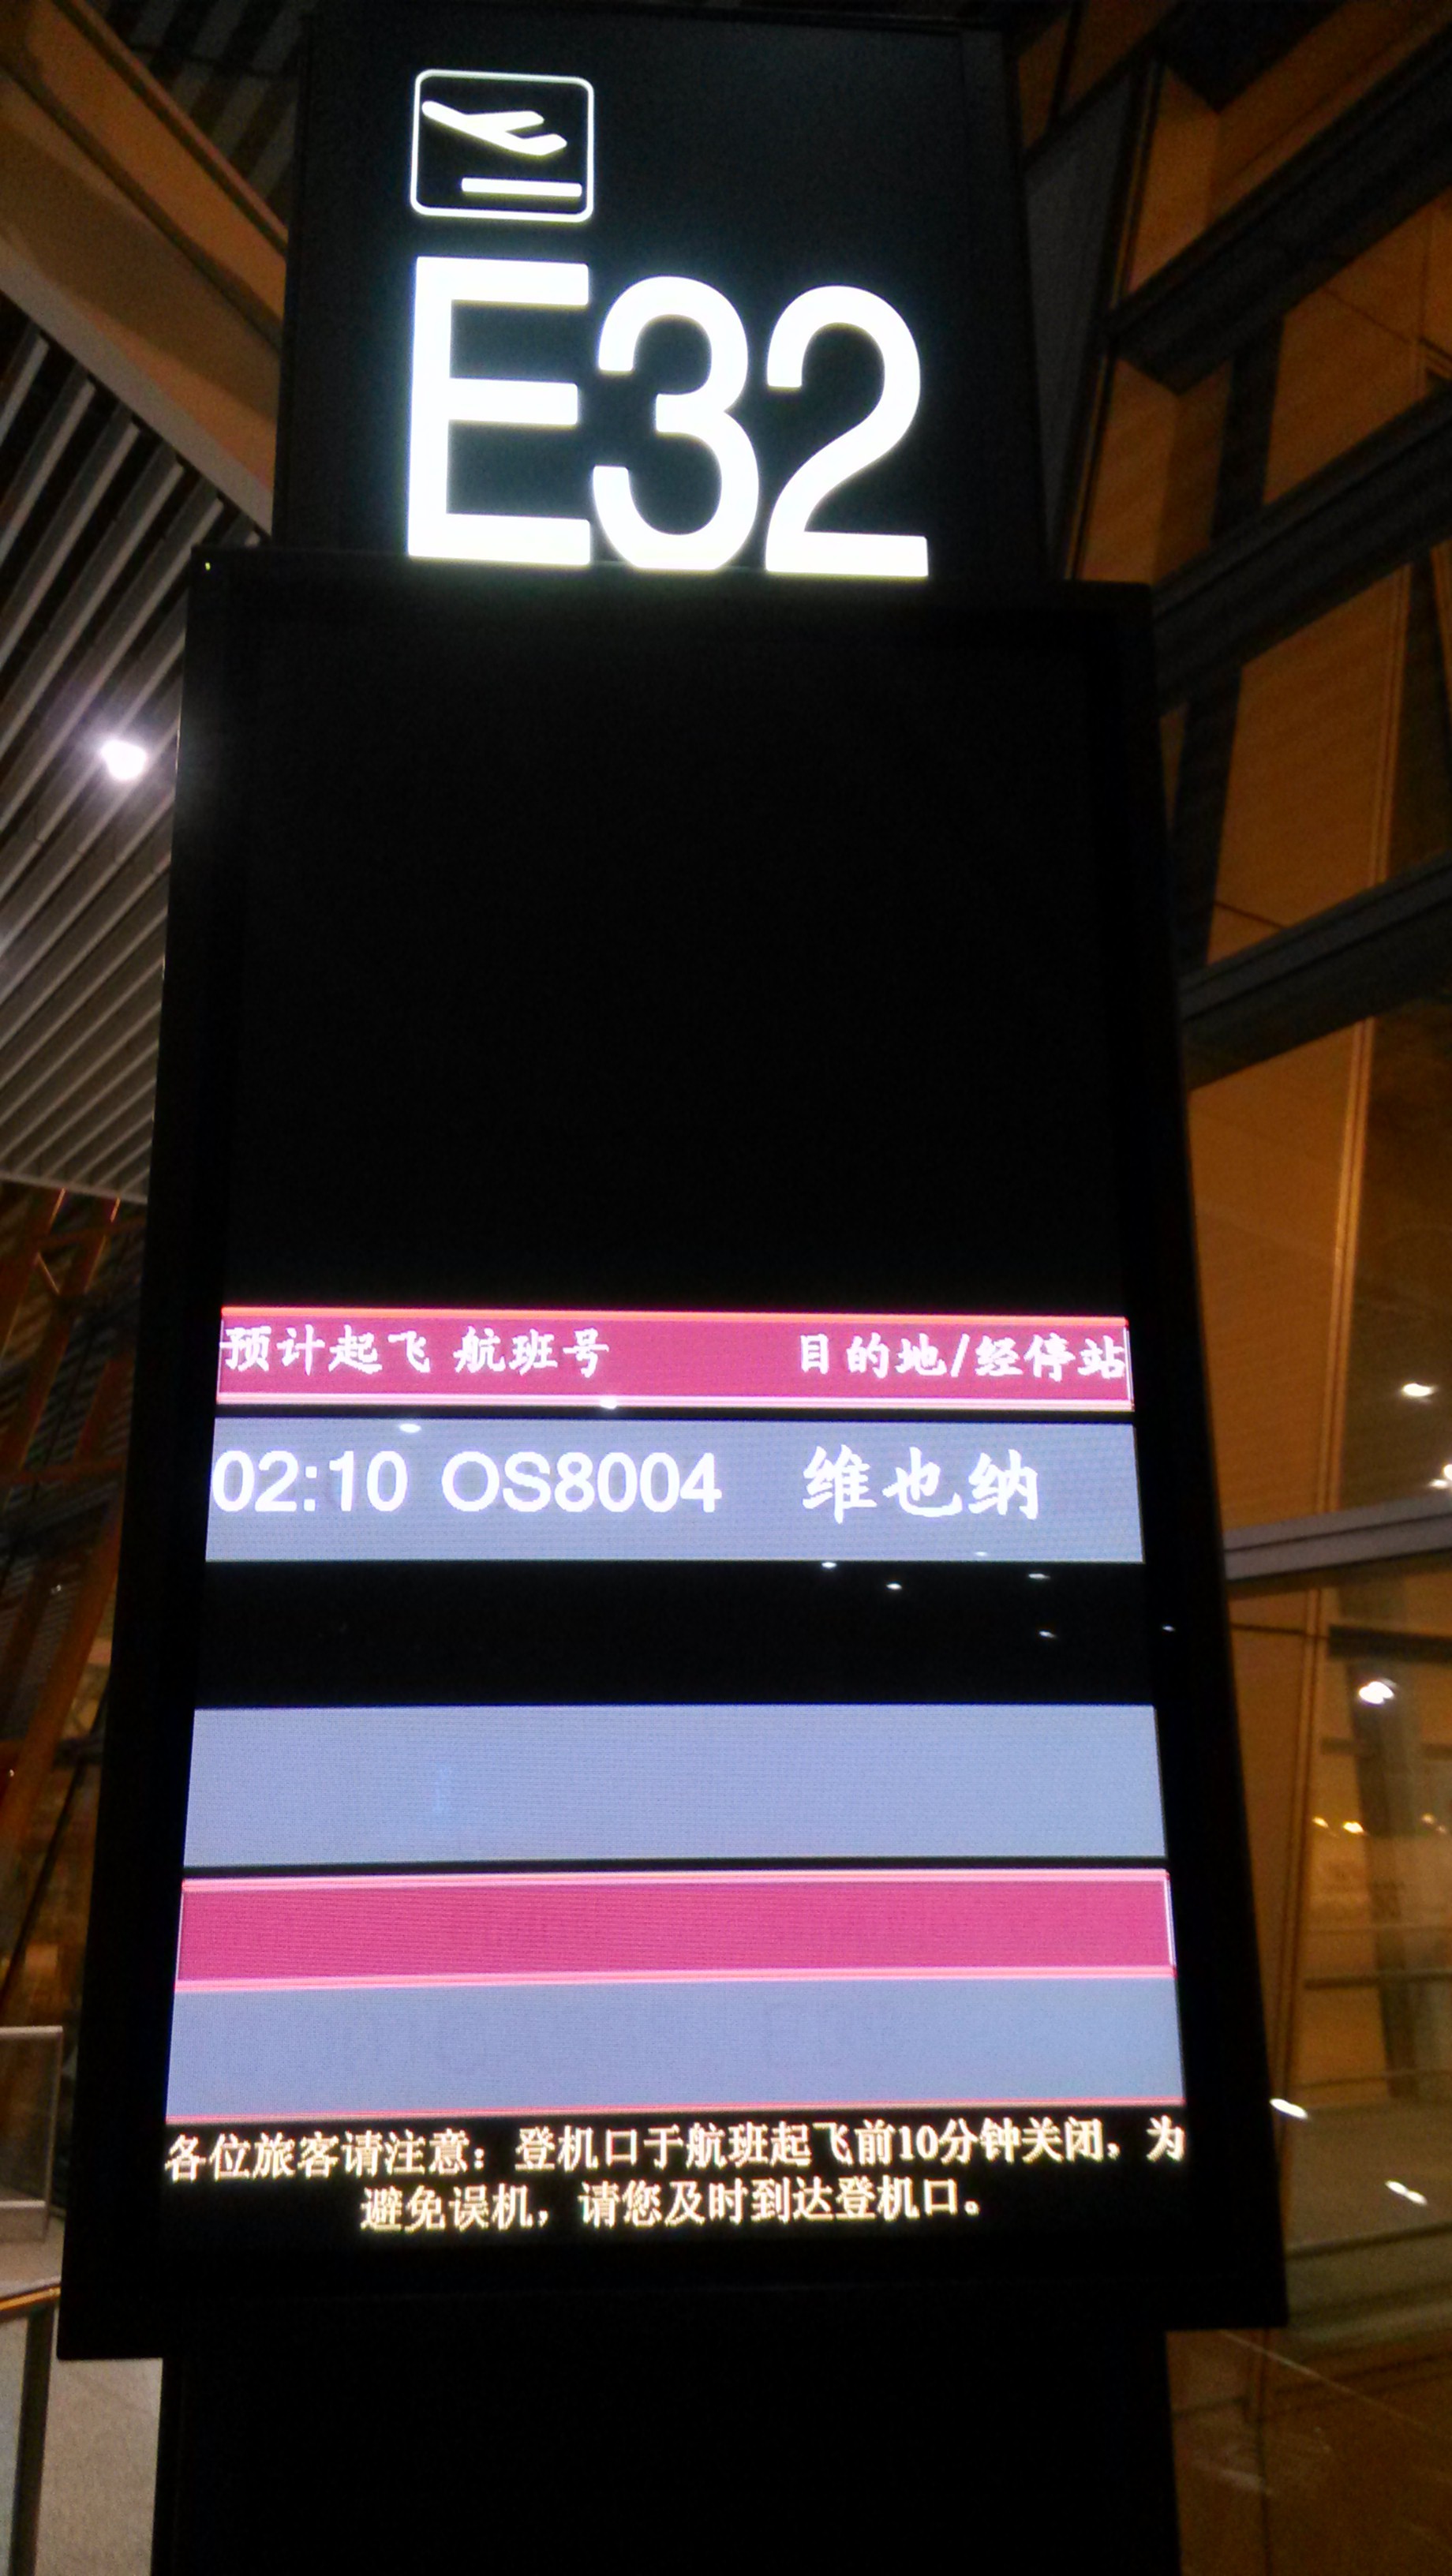 E32
预计起飞 航班号 目的地/经停站
02:10 OS8004 维也纳
各位旅客请注意：登机口于航班起飞前10分钟关闭，为
避免误机，请您及时到达登机口。